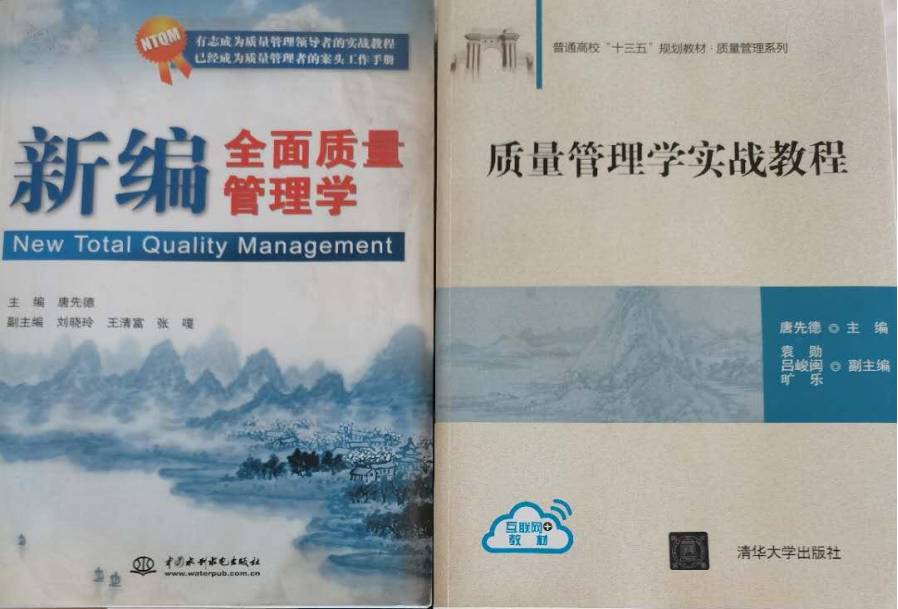 NTQM
有志成为质量管理领导者的实战教程
已经成为质量管理者的案头工作手册
新编
全面质量
管理学
New Total Quality Management
主 编 唐先德
副主编 刘晓玲 王清富 张 嘎
中国水利水电出版社
www.waterpub.com.cn
普通高校“十三五”规划教材·质量管理系列
质量管理学实战教程
唐先德 ◎ 主 编
袁 勋
吕峻闽 ◎ 副主编
旷 乐
互联网+
教 材
清华大学出版社